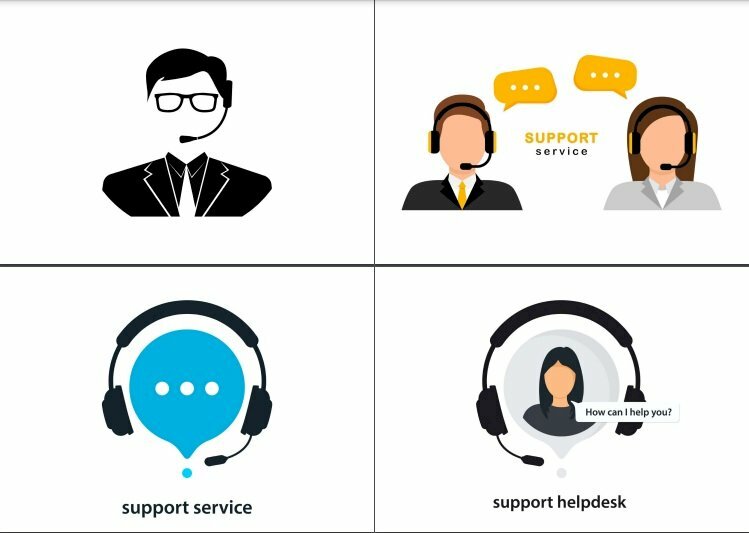 SUPPORT
service
support service
How can I help you?
support helpdesk